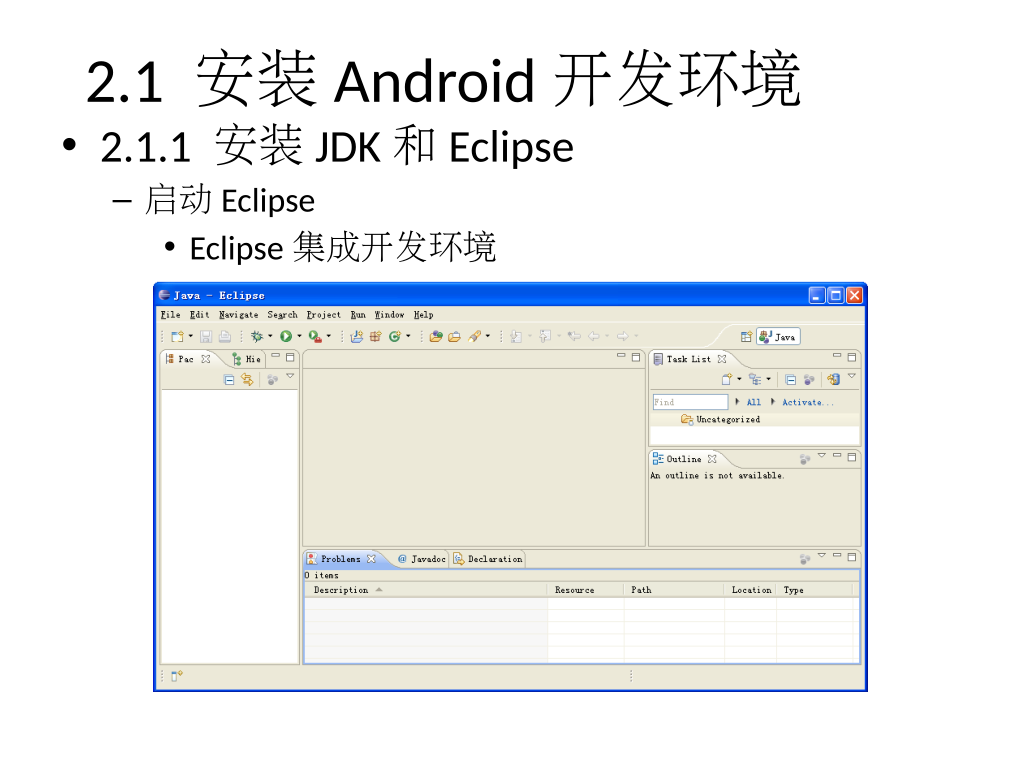 2.1 安装 Android 开发环境
• 2.1.1 安装 JDK 和 Eclipse
– 启动 Eclipse
• Eclipse 集成开发环境
Java - Eclipse
File Edit Navigate Search Project Run Window Help
Java
Pac Hie
Task List
Find All Activate...
Uncategorized
Outline
An outline is not available.
Problems @ Javadoc Declaration
0 items
Description Resource Path Location Type